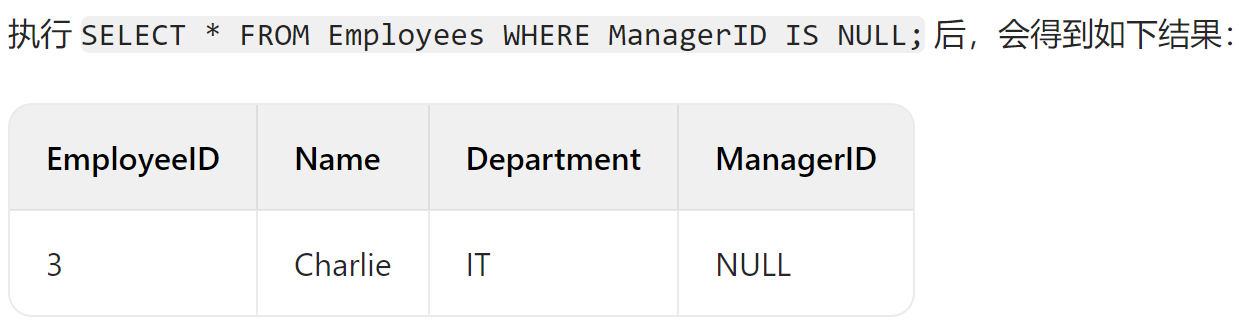 执行 SELECT * FROM Employees WHERE ManagerID IS NULL; 后，会得到如下结果：
EmployeeID Name Department ManagerID
3 Charlie IT NULL